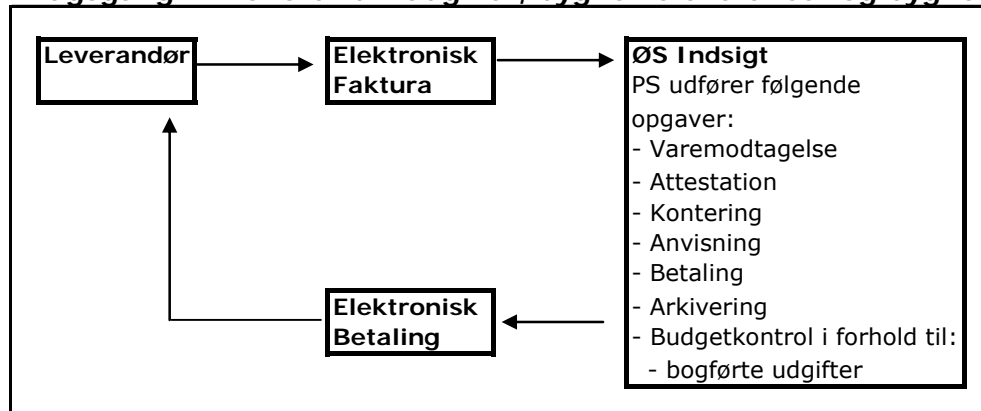 Leverandør
Elektronisk
Faktura
ØS Indsigt
PS udfører følgende
opgaver:
- Varemodtagelse
- Attestation
- Kontering
- Anvisning
- Betaling
- Arkivering
- Budgetkontrol i forhold til:
- bogførte udgifter
Elektronisk
Betaling